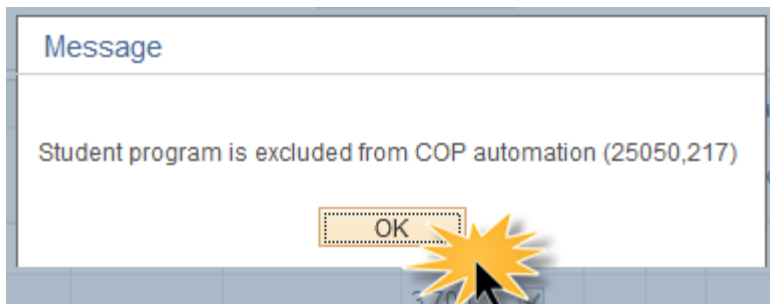 Message
Student program is excluded from COP automation (25050,217)
OK